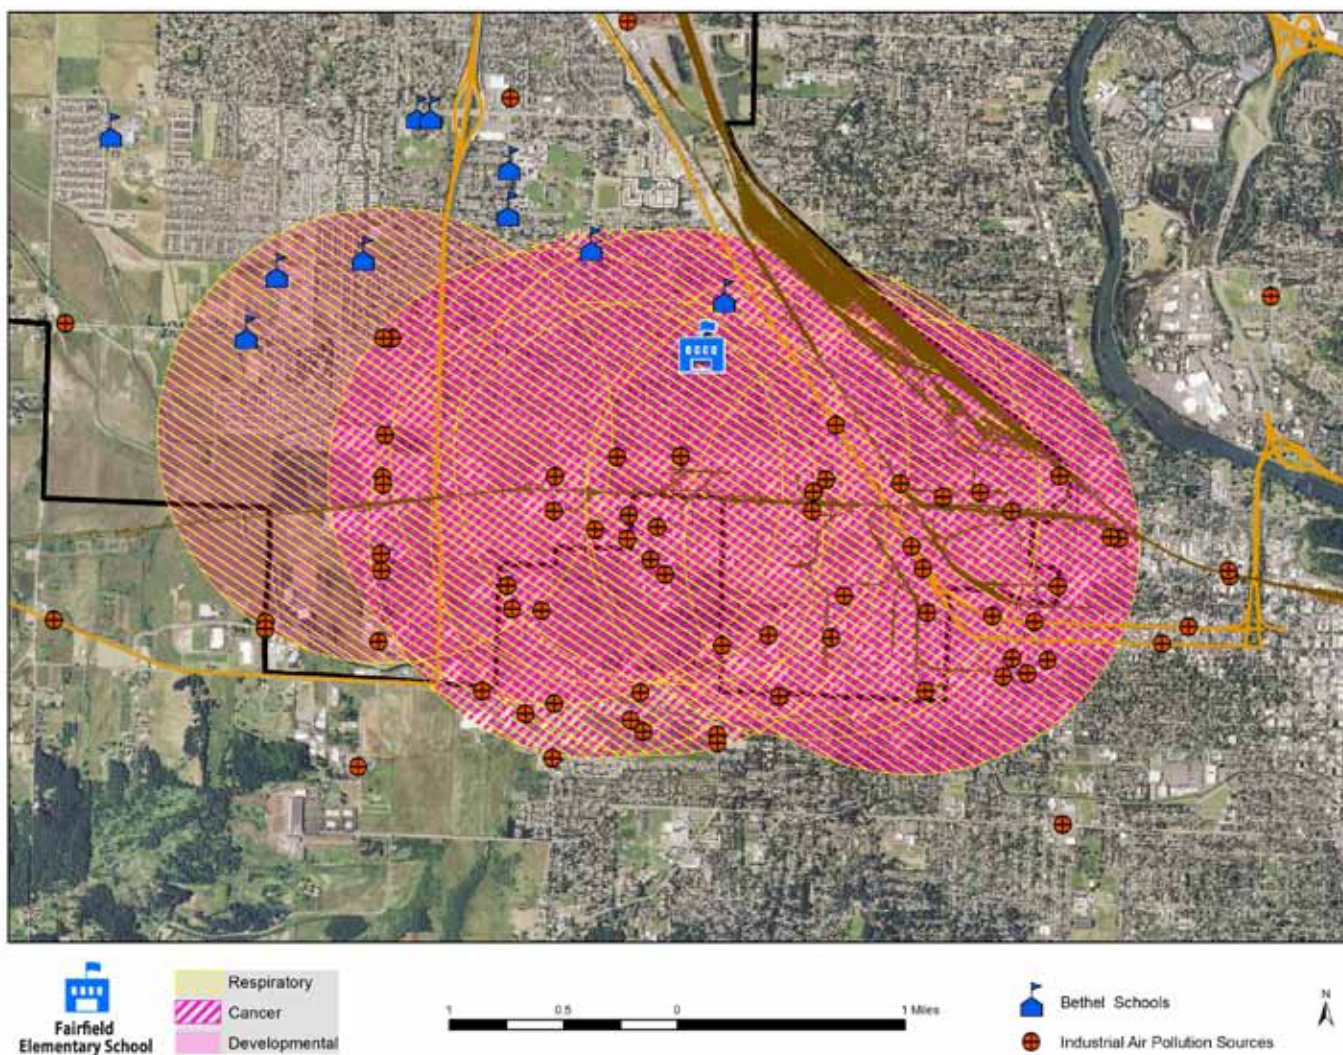 Fairfield
Elementary School
Respiratory
Cancer
Developmental
1 0.5 0 1 Miles
Bethel Schools
Industrial Air Pollution Sources
N